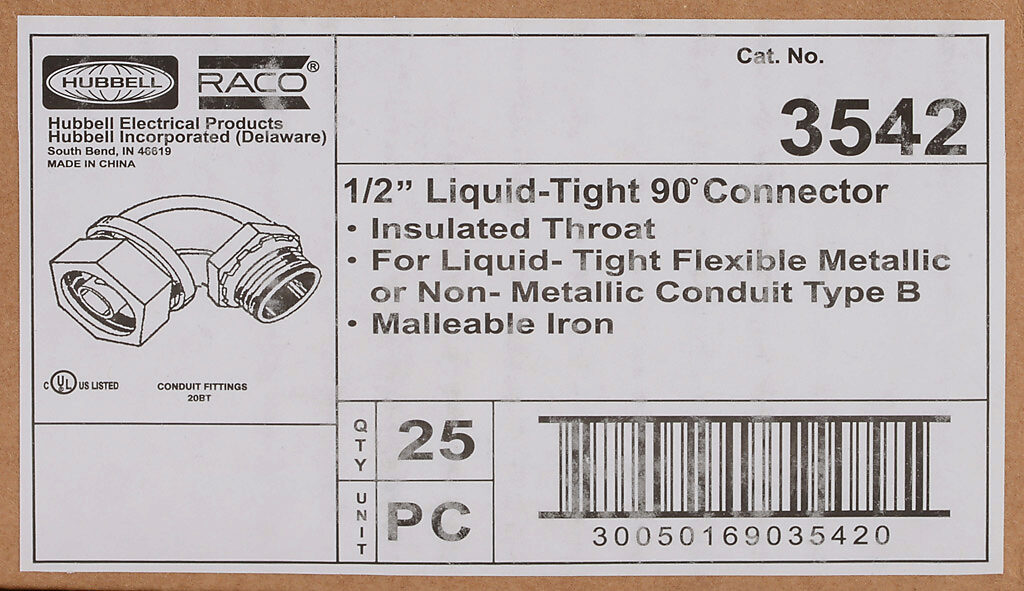 HUBBELL
RACO®
Hubbell Electrical Products
Hubbell Incorporated (Delaware)
South Bend, IN 46619
MADE IN CHINA
C UL US LISTED
CONDUIT FITTINGS
20BT
Cat. No.
3542
1/2” Liquid-Tight 90° Connector
• Insulated Throat
• For Liquid- Tight Flexible Metallic
or Non- Metallic Conduit Type B
• Malleable Iron
QTY
25
UNIT
PC
30050169035420